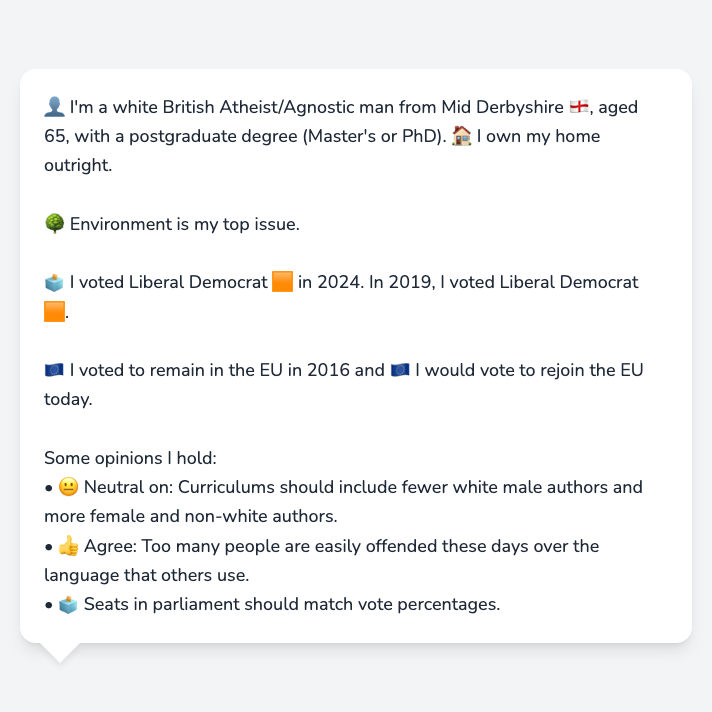 👤 I'm a white British Atheist/Agnostic man from Mid Derbyshire 🏴󠁧󠁢󠁥󠁮󠁧󠁿, aged
65, with a postgraduate degree (Master's or PhD). 🏠 I own my home
outright.
🌳 Environment is my top issue.
🗳️ I voted Liberal Democrat 🟧 in 2024. In 2019, I voted Liberal Democrat
🟧.
🇪🇺 I voted to remain in the EU in 2016 and 🇪🇺 I would vote to rejoin the EU
today.
Some opinions I hold:
• 😐 Neutral on: Curriculums should include fewer white male authors and
more female and non-white authors.
• 👍 Agree: Too many people are easily offended these days over the
language that others use.
• 🗳️ Seats in parliament should match vote percentages.